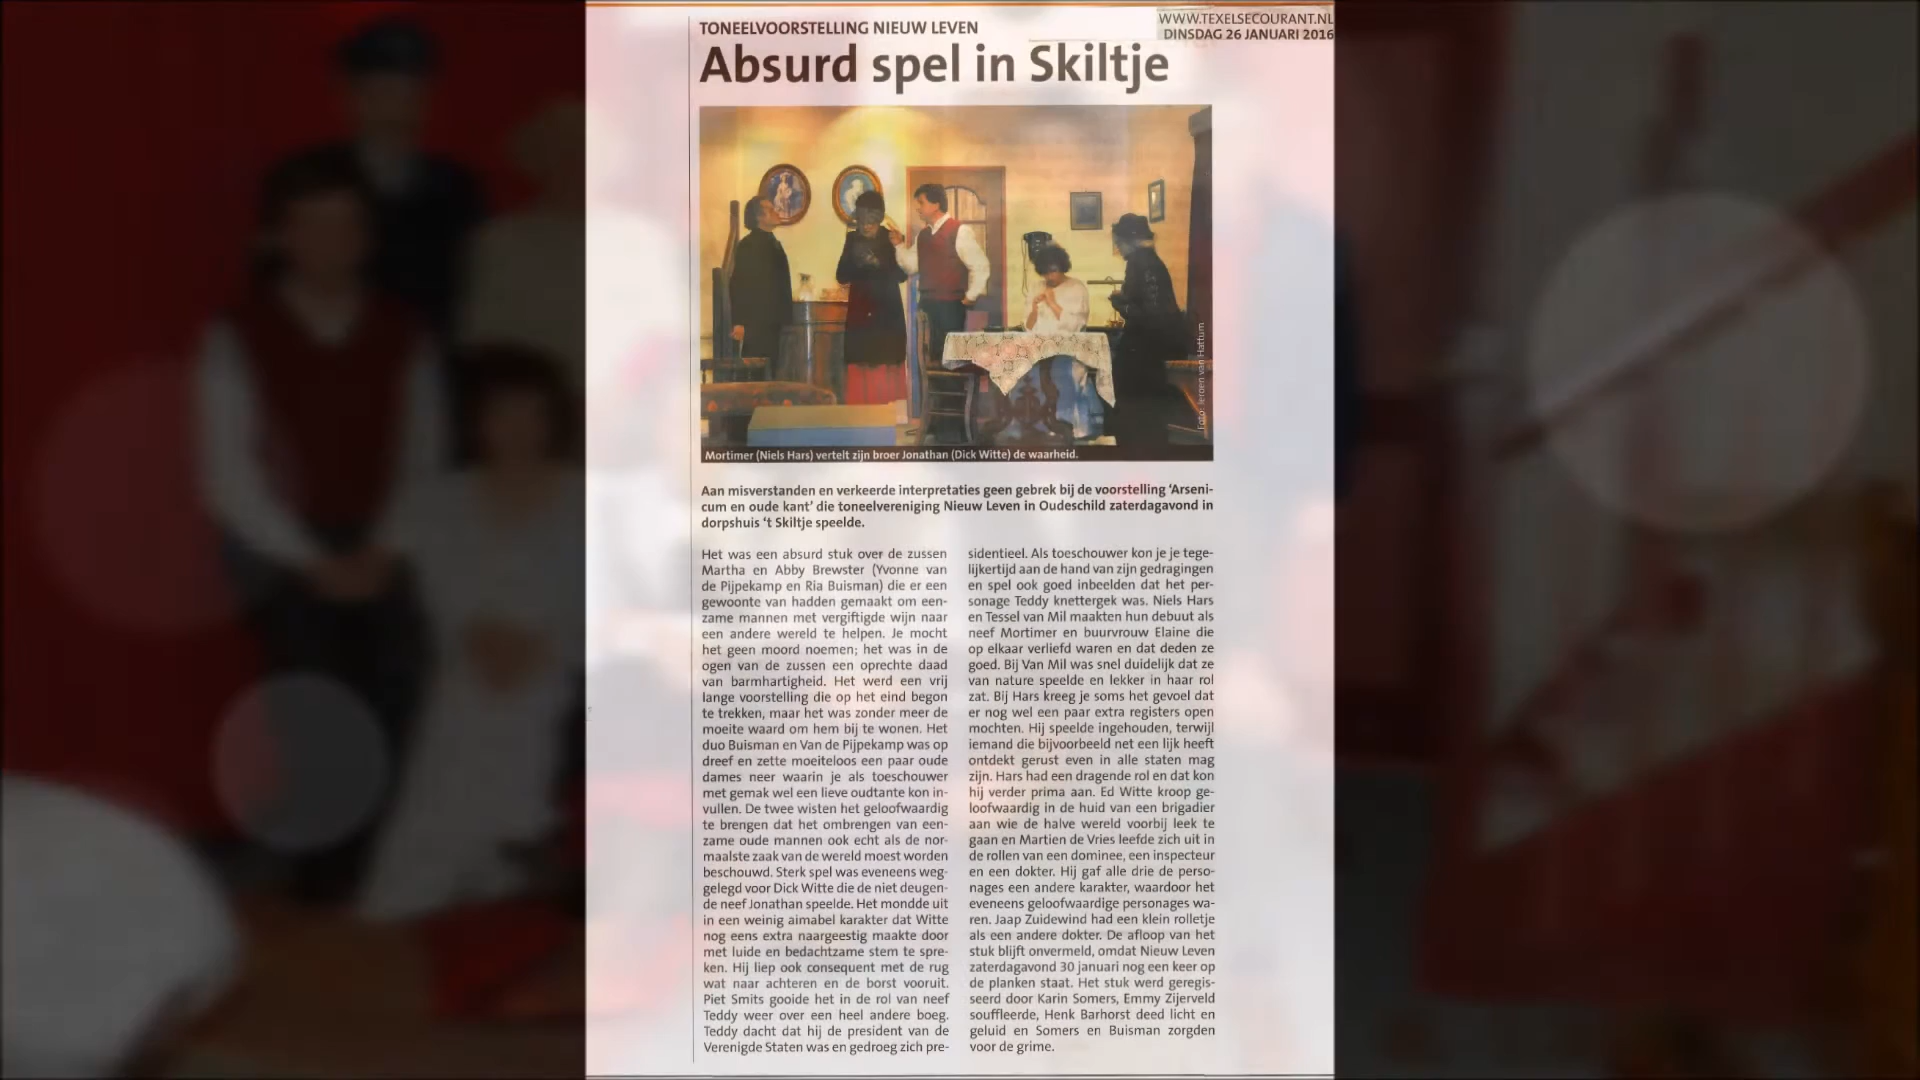 TONEELVOORSTELLING NIEUW LEVEN
WWW.TEXELSECOURANT.NL
DINSDAG 26 JANUARI 2016
Absurd spel in Skiltje
Foto: Jeroen van Hattum
Mortimer (Niels Hars) vertelt zijn broer Jonathan (Dick Witte) de waarheid.
Aan misverstanden en verkeerde interpretaties geen gebrek bij de voorstelling ‘Arseni-
cum en oude kant’ die toneelvereniging Nieuw Leven in Oudeschild zaterdagavond in
dorpshuis ‘t Skiltje speelde.
Het was een absurd stuk over de zussen
Martha en Abby Brewster (Yvonne van
de Pijpekamp en Ria Buisman) die er een
gewoonte van hadden gemaakt om een-
zame mannen met vergiftigde wijn naar
een andere wereld te helpen. Je mocht
het geen moord noemen; het was in de
ogen van de zussen een oprechte daad
van barmhartigheid. Het werd een vrij
lange voorstelling die op het eind begon
te trekken, maar het was zonder meer de
moeite waard om hem bij te wonen. Het
duo Buisman en Van de Pijpekamp was op
dreef en zette moeiteloos een paar oude
dames neer waarin je als toeschouwer
met gemak wel een lieve oudtante kon in-
vullen. De twee wisten het geloofwaardig
te brengen dat het ombrengen van een-
zame oude mannen ook echt als de nor-
maalste zaak van de wereld moest worden
beschouwd. Sterk spel was eveneens weg-
gelegd voor Dick Witte die de niet deugen-
de neef Jonathan speelde. Het mondde uit
in een weinig aimabel karakter dat Witte
nog eens extra naargeestig maakte door
met luide en bedachtzame stem te spre-
ken. Hij liep ook consequent met de rug
wat naar achteren en de borst vooruit.
Piet Smits gooide het in de rol van neef
Teddy weer over een heel andere boeg.
Teddy dacht dat hij de president van de
Verenigde Staten was en gedroeg zich pre-
sidentieel. Als toeschouwer kon je je tege-
lijkertijd aan de hand van zijn gedragingen
en spel ook goed inbeelden dat het per-
sonage Teddy knettergek was. Niels Hars
en Tessel van Mil maakten hun debuut als
neef Mortimer en buurvrouw Elaine die
op elkaar verliefd waren en dat deden ze
goed. Bij Van Mil was snel duidelijk dat ze
van nature speelde en lekker in haar rol
zat. Bij Hars kreeg je soms het gevoel dat
er nog wel een paar extra registers open
mochten. Hij speelde ingehouden, terwijl
iemand die bijvoorbeeld net een lijk heeft
ontdekt gerust even in alle staten mag
zijn. Hars had een dragende rol en dat kon
hij verder prima aan. Ed Witte kroop ge-
loofwaardig in de huid van een brigadier
aan wie de halve wereld voorbij leek te
gaan en Martien de Vries leefde zich uit in
de rollen van een dominee, een inspecteur
en een dokter. Hij gaf alle drie de perso-
nages een andere karakter, waardoor het
eveneens geloofwaardige personages wa-
ren. Jaap Zuidewind had een klein rolletje
als een andere dokter. De afloop van het
stuk blijft onvermeld, omdat Nieuw Leven
zaterdagavond 30 januari nog een keer op
de planken staat. Het stuk werd geregis-
seerd door Karin Somers, Emmy Zijerveld
souffleerde, Henk Barhorst deed licht en
geluid en Somers en Buisman zorgden
voor de grime.